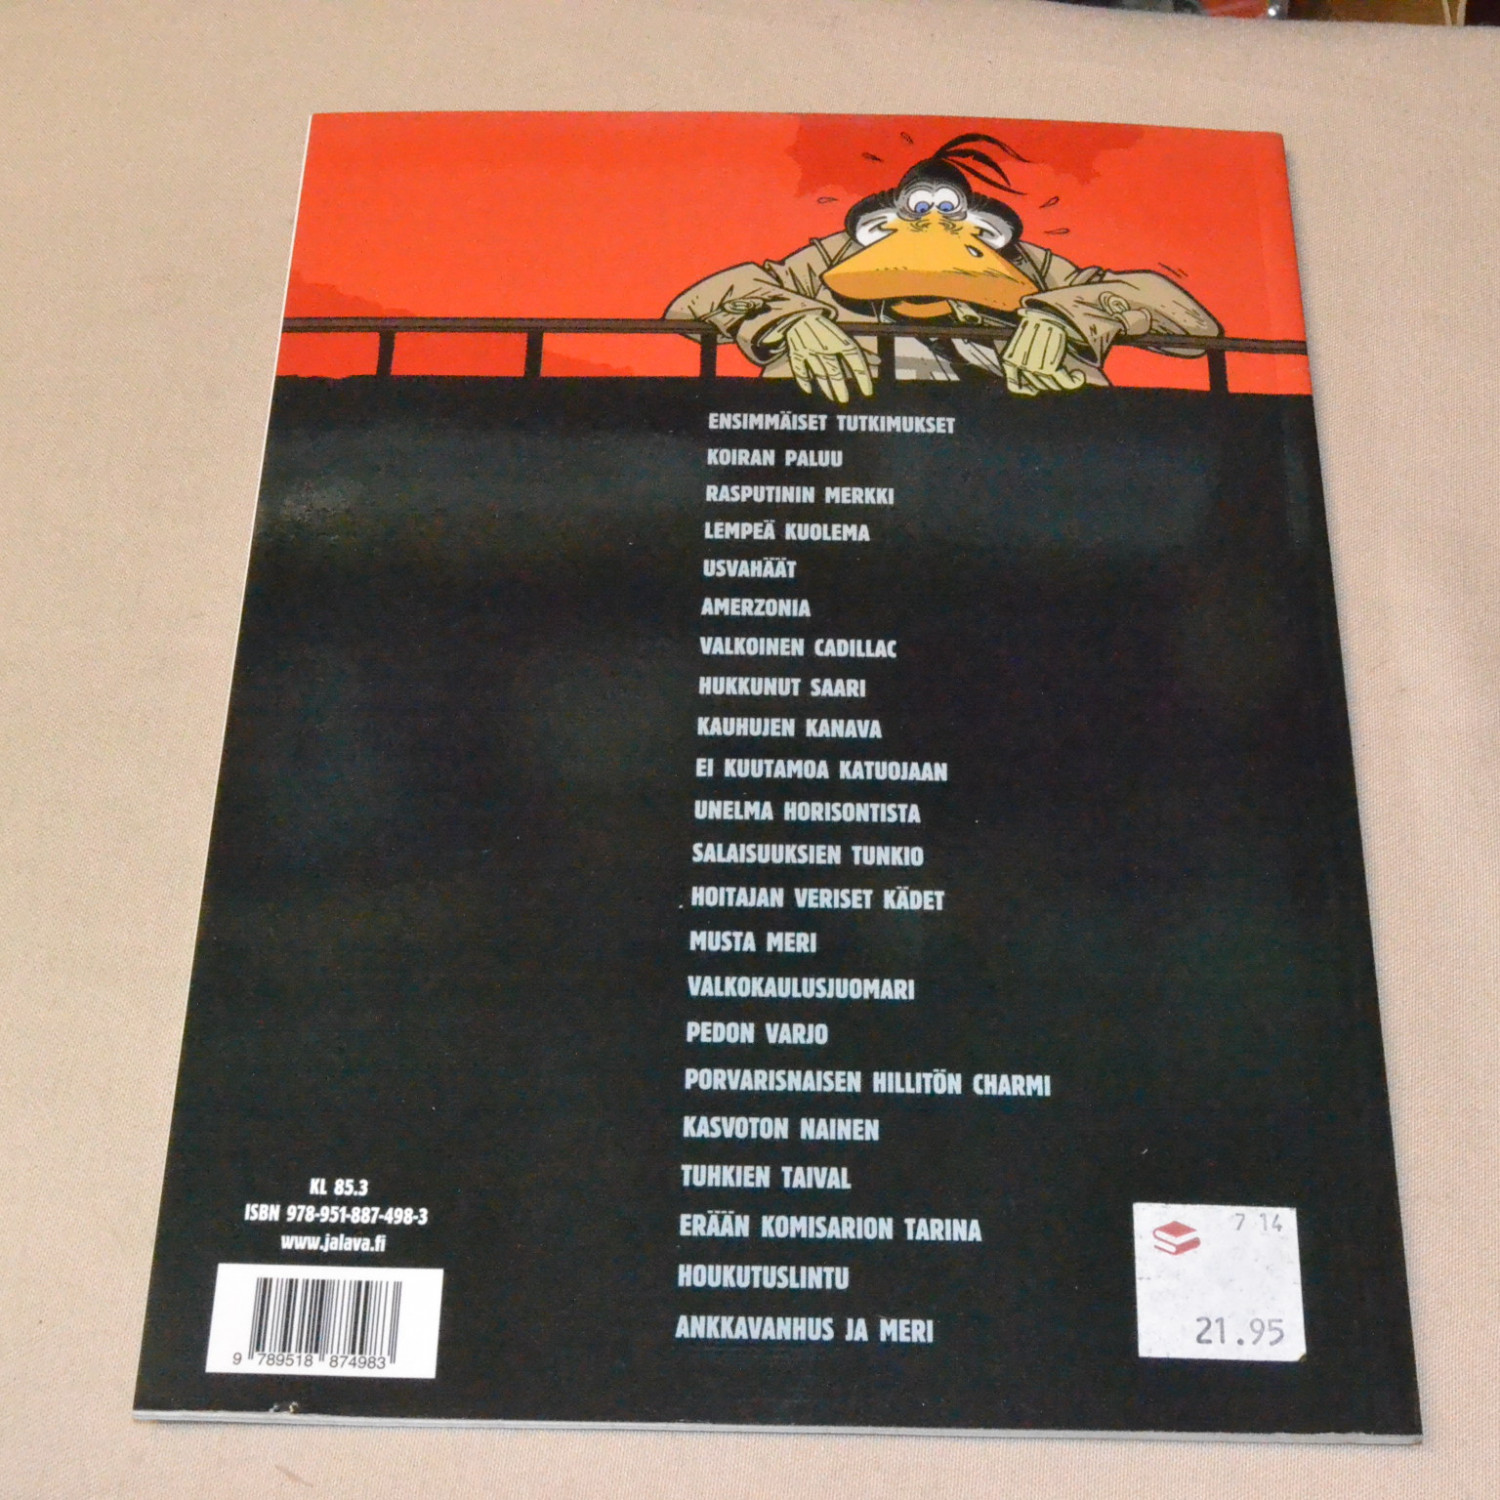 ENSIMMÄISET TUTKIMUKSET
KOIRAN PALUU
RASPUTININ MERKKI
LEMPEÄ KUOLEMA
USVAHÄÄT
AMERZONIA
VALKOINEN CADILLAC
HUKKUNUT SAARI
KAUHUJEN KANAVA
EI KUUTAMOA KATUOJAAN
UNELMA HORISONTISTA
SALAISUUKSIEN TUNKIO
HOITAJAN VERISET KÄDET
MUSTA MERI
VALKOKAULUSJUOMARI
PEDON VARJO
PORVARISNAISEN HILLITÖN CHARMI
KASVOTON NAINEN
TUHKIEN TAIVAL
ERÄÄN KOMISARION TARINA
HOUKUTUSLINTU
ANKKAVANHUS JA MERI
KL 85.3
ISBN 978-951-887-498-3
www.jalava.fi
9 789518 874983
7 14
21.95